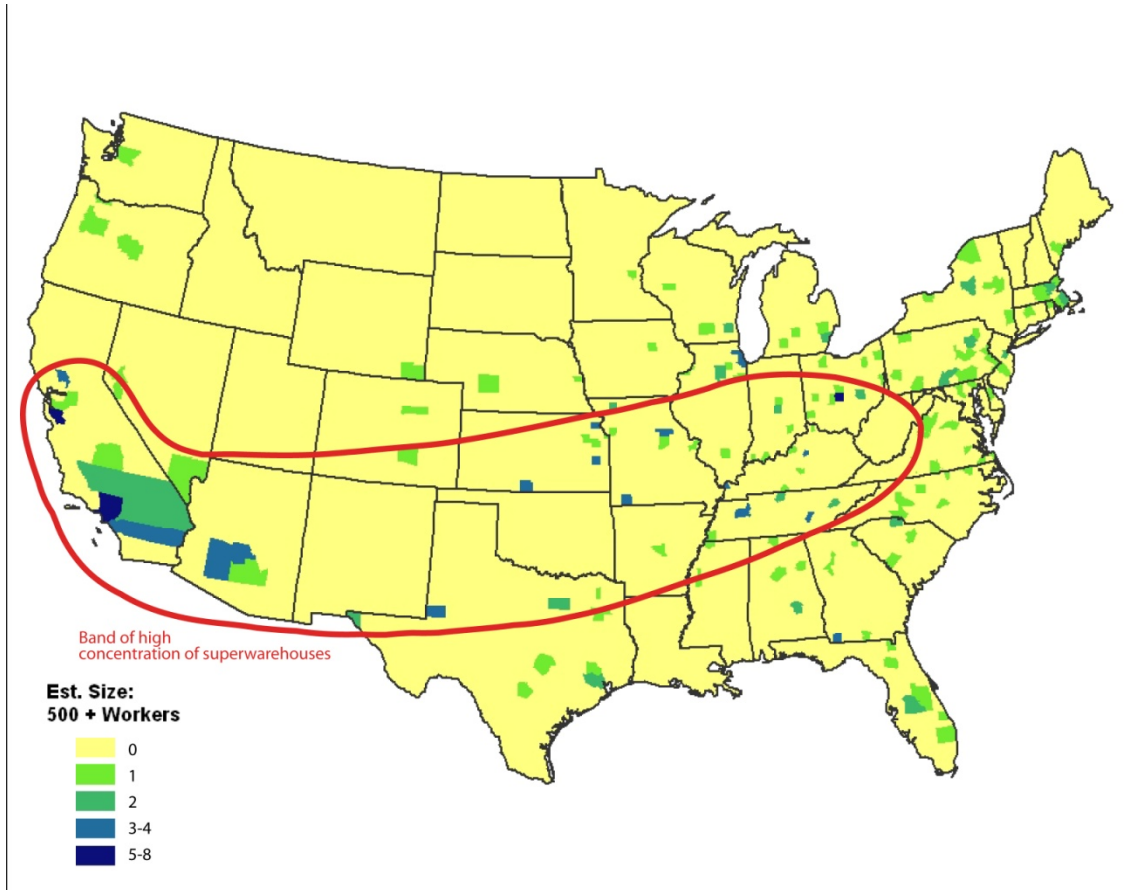 Band of high
concentration of superwarehouses
Est. Size:
500 + Workers
0
1
2
3-4
5-8